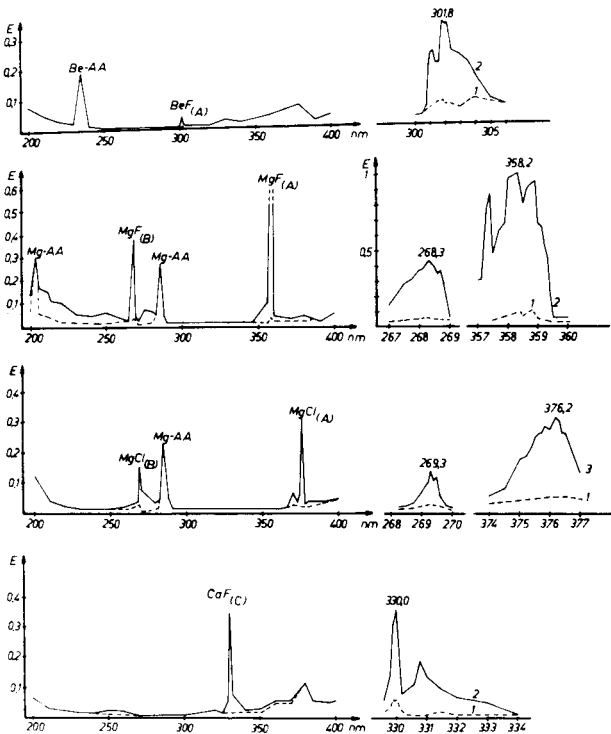 E
0,3
0,2
0,1
Be-AA
BeF(A)
200 250 300 350 400 nm
301,8
2
1
300 305
E
0,6
0,5
0,4
0,3
0,2
0,1
Mg-AA
MgF(B)
Mg-AA
MgF(A)
200 250 300 350 nm 400
1
0,5
268,3
358,2
1
2
267 268 269
357 358 359 360
E
0,4
0,3
0,2
0,1
MgCl(B)
Mg-AA
MgCl(A)
200 250 300 350 nm 400
269,3
376,2
3
1
268 269 270
374 375 376 377
E
0,4
0,3
0,2
0,1
CaF(C)
200 250 300 350 nm 400
330,0
2
1
330 331 332 333 334